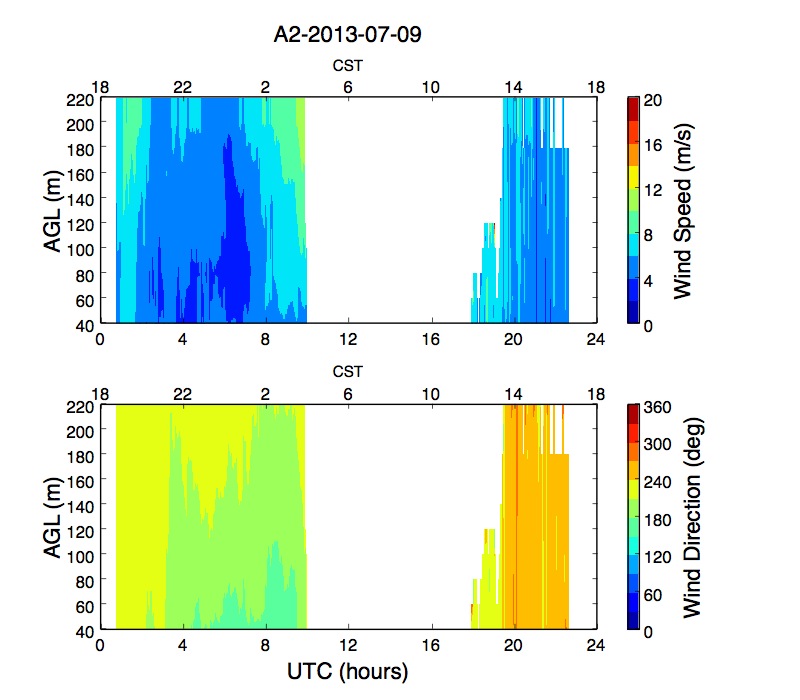 A2-2013-07-09
CST
18 22 2 6 10 14 18
220
200
180
160
140
120
100
80
60
40
AGL (m)
0 4 8 12 16 20 24
20
16
12
8
4
0
Wind Speed (m/s)
CST
18 22 2 6 10 14 18
220
200
180
160
140
120
100
80
60
40
AGL (m)
0 4 8 12 16 20 24
UTC (hours)
360
300
240
180
120
60
0
Wind Direction (deg)